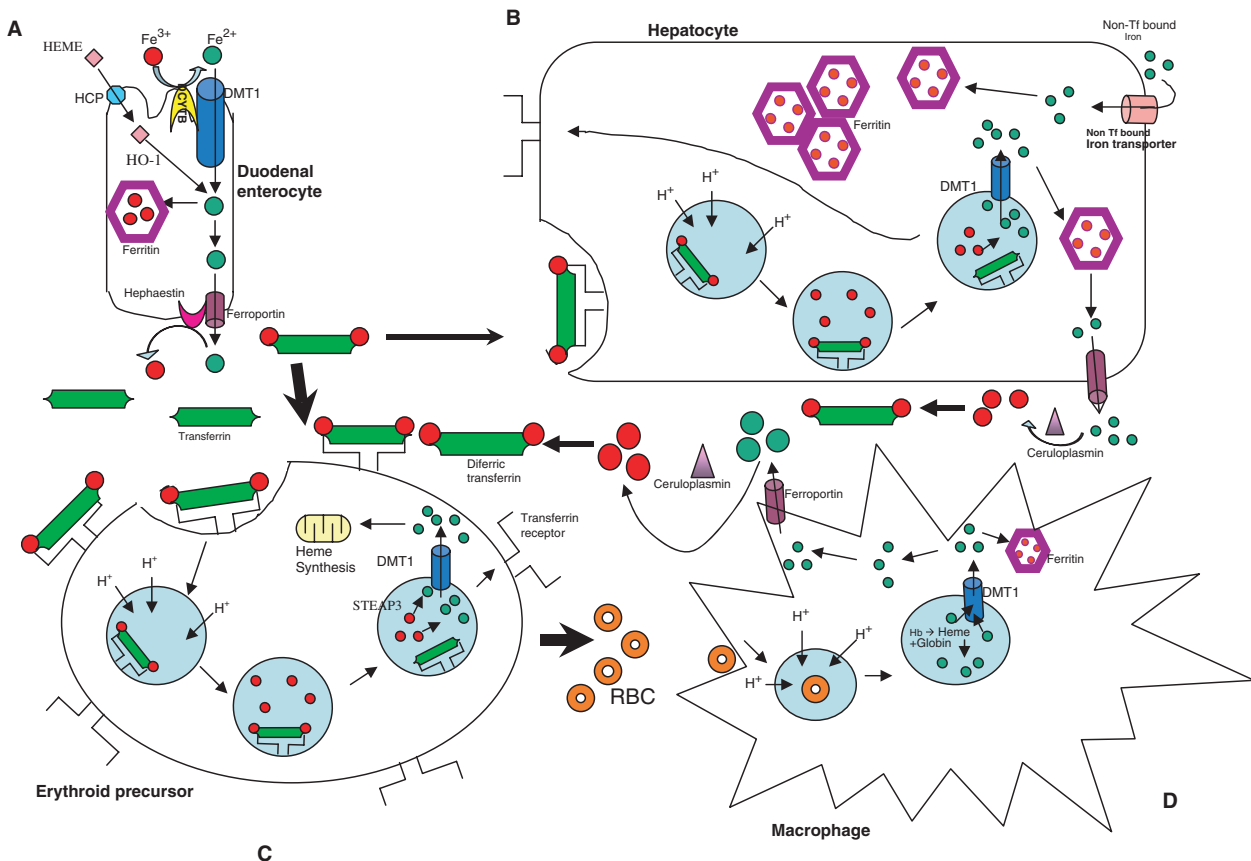 A
HEME
Fe3+
Fe2+
HCP
DCYTB
DMT1
HO-1
Duodenal
enterocyte
Ferritin
Hephaestin
Ferroportin
Transferrin
B
Hepatocyte
Non-Tf bound
Iron
Ferritin
Non Tf bound
Iron transporter
DMT1
H+
H+
H+
Ceruloplasmin
Diferric
transferrin
Ceruloplasmin
Ferroportin
Transferrin
receptor
Heme
Synthesis
DMT1
STEAP3
H+
H+
H+
Erythroid precursor
C
RBC
Ferritin
DMT1
Hb → Heme
+Globin
H+
H+
H+
Macrophage
D